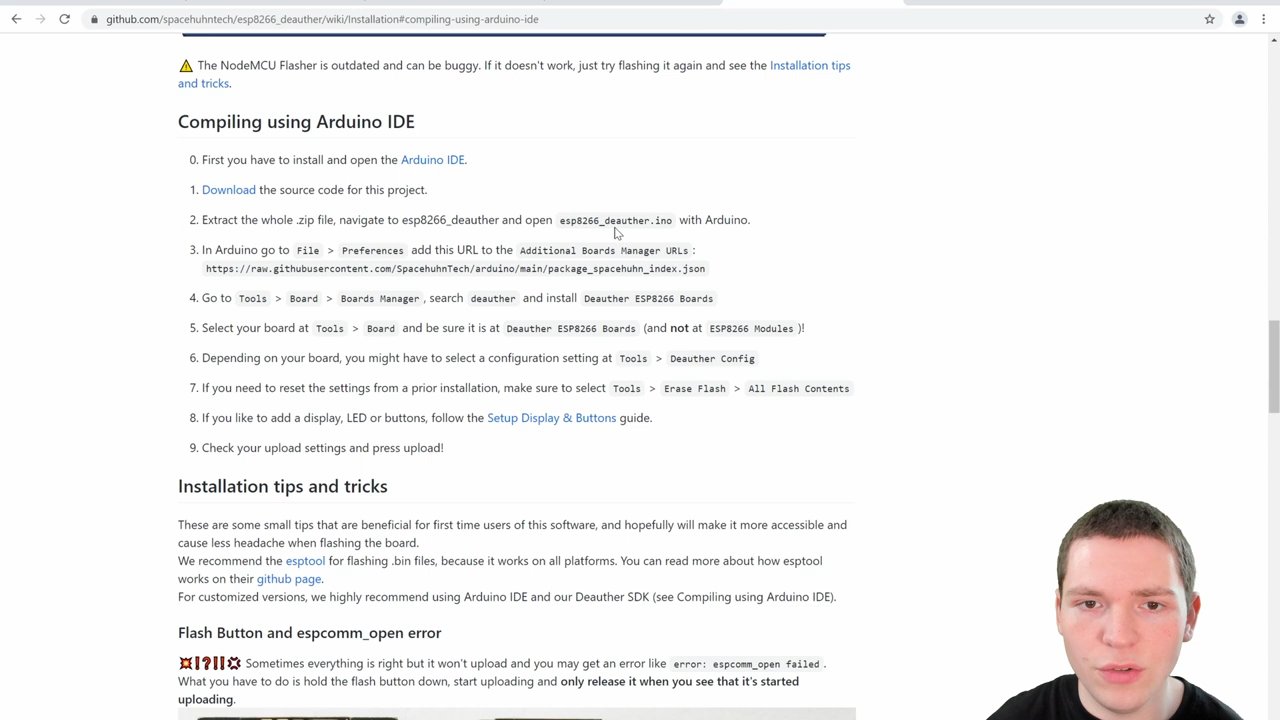 github.com/spacehuhntech/esp8266_deauther/wiki/Installation#compiling-using-arduino-ide
⚠ The NodeMCU Flasher is outdated and can be buggy. If it doesn't work, just try flashing it again and see the Installation tips
and tricks.
Compiling using Arduino IDE
0. First you have to install and open the Arduino IDE.
1. Download the source code for this project.
2. Extract the whole .zip file, navigate to esp8266_deauther and open esp8266_deauther.ino with Arduino.
3. In Arduino go to File > Preferences add this URL to the Additional Boards Manager URLs :
https://raw.githubusercontent.com/SpacehuhnTech/arduino/main/package_spacehuhn_index.json
4. Go to Tools > Board > Boards Manager , search deauther and install Deauther ESP8266 Boards
5. Select your board at Tools > Board and be sure it is at Deauther ESP8266 Boards (and not at ESP8266 Modules )!
6. Depending on your board, you might have to select a configuration setting at Tools > Deauther Config
7. If you need to reset the settings from a prior installation, make sure to select Tools > Erase Flash > All Flash Contents
8. If you like to add a display, LED or buttons, follow the Setup Display & Buttons guide.
9. Check your upload settings and press upload!
Installation tips and tricks
These are some small tips that are beneficial for first time users of this software, and hopefully will make it more accessible and
cause less headache when flashing the board.
We recommend the esptool for flashing .bin files, because it works on all platforms. You can read more about how esptool
works on their github page.
For customized versions, we highly recommend using Arduino IDE and our Deauther SDK (see Compiling using Arduino IDE).
Flash Button and espcomm_open error
💥❗❓‼💢 Sometimes everything is right but it won't upload and you may get an error like error: espcomm_open failed .
What you have to do is hold the flash button down, start uploading and only release it when you see that it's started
uploading.